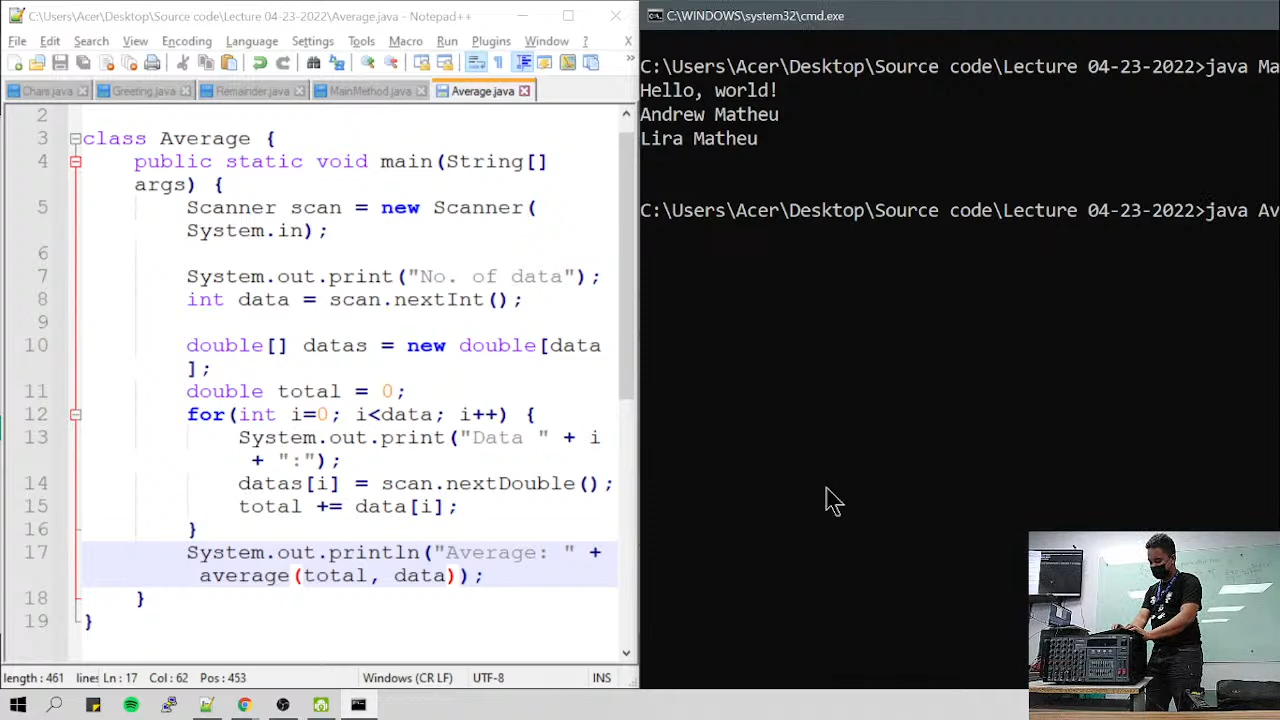 C:\Users\Acer\Desktop\Source code\Lecture 04-23-2022\Average.java - Notepad++
File Edit Search View Encoding Language Settings Tools Macro Run Plugins Window ? X
Chars.java Greeting.java Remainder.java MainMethod.java Average.java
2
3 class Average {
4 public static void main(String[]
args) {
5 Scanner scan = new Scanner(
System.in);
6
7 System.out.print("No. of data");
8 int data = scan.nextInt();
9
10 double[] datas = new double[data
];
11 double total = 0;
12 for(int i=0; i<data; i++) {
13 System.out.print("Data " + i
+ ":");
14 datas[i] = scan.nextDouble();
15 total += data[i];
16 }
17 System.out.println("Average: " +
average(total, data));
18 }
19 }
length : 461 lines Ln : 17 Col : 62 Pos : 453 Windows (CR LF) UTF-8 INS
C:\WINDOWS\system32\cmd.exe
C:\Users\Acer\Desktop\Source code\Lecture 04-23-2022>java Ma
Hello, world!
Andrew Matheu
Lira Matheu
C:\Users\Acer\Desktop\Source code\Lecture 04-23-2022>java Av